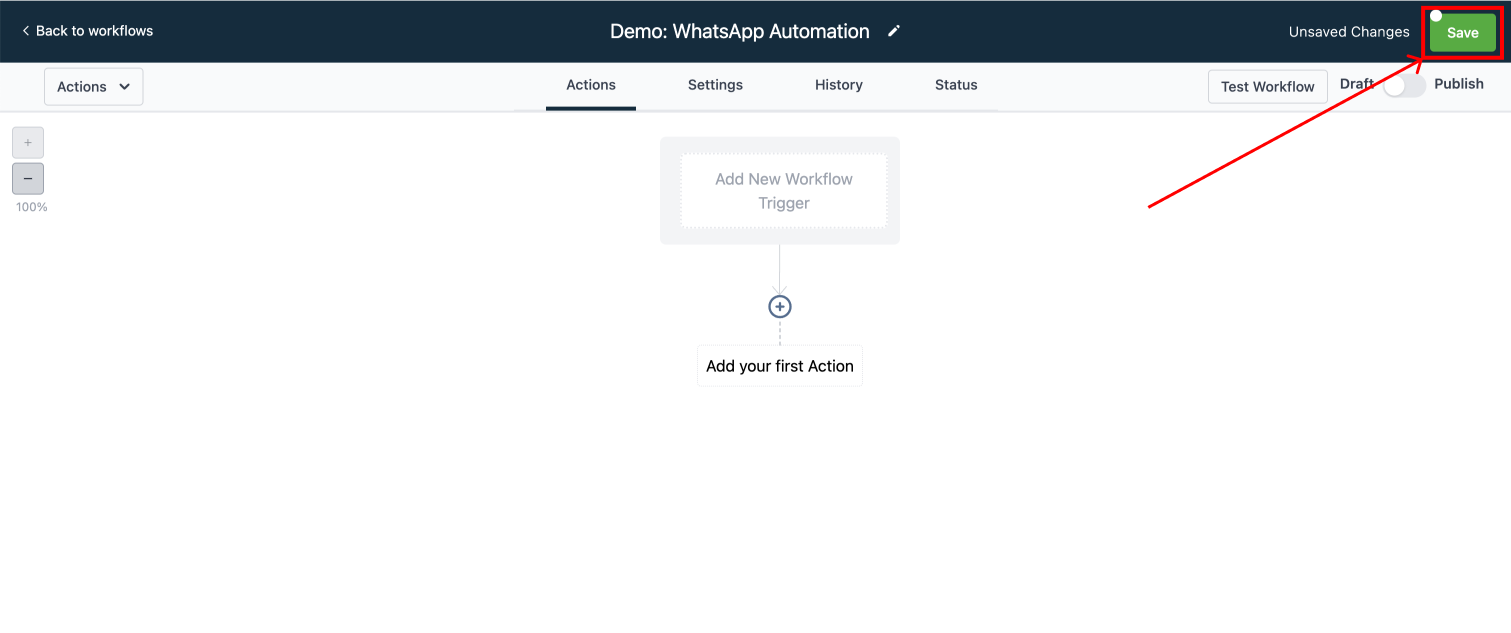 Back to workflows
Demo: WhatsApp Automation
Unsaved Changes
Save
Actions
Actions
Settings
History
Status
Test Workflow
Draft
Publish
+
−
100%
Add New Workflow
Trigger
Add your first Action